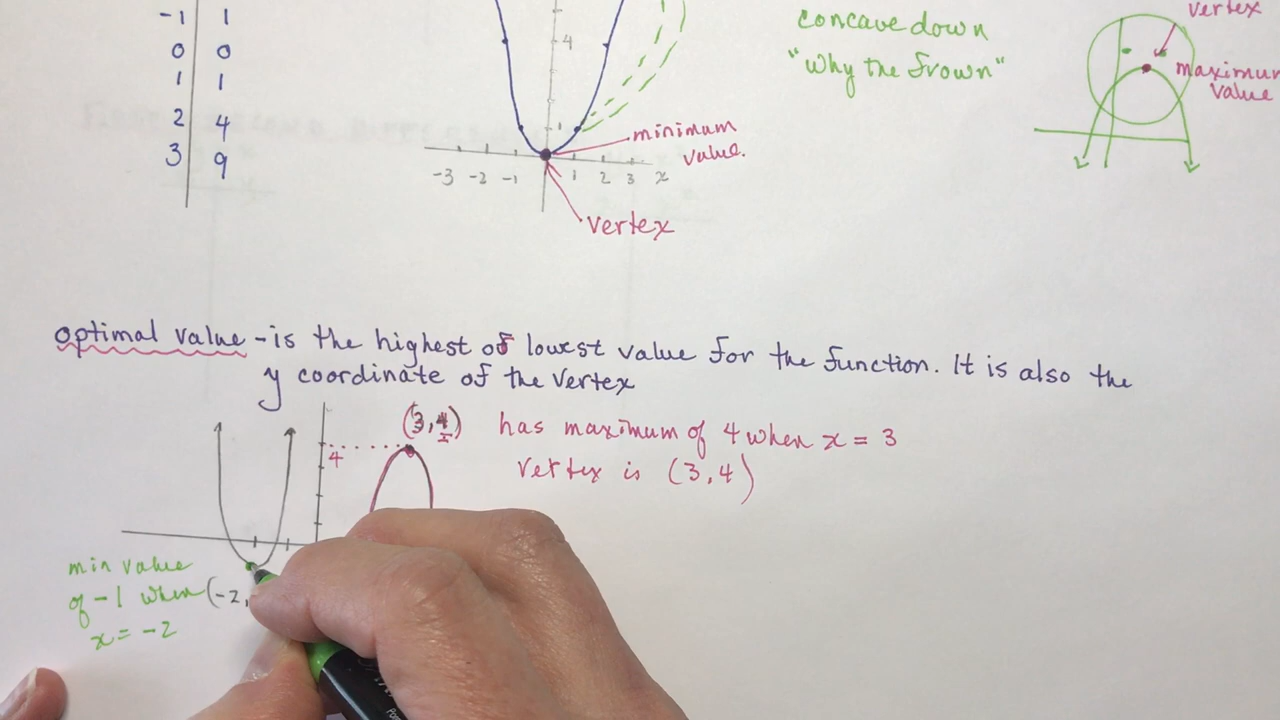 -1 1
0 0
1 1
2 4
3 9
4
1
-3 -2 -1 1 2 3 x
minimum
value.
vertex
concave down
"Why the frown"
vertex
maximum
value
optimal value - is the highest of lowest value for the function. It is also the
y coordinate of the vertex
(3,4) has maximum of 4 when x = 3
4
vertex is (3,4)
min value
of -1 when (-2,
x = -2